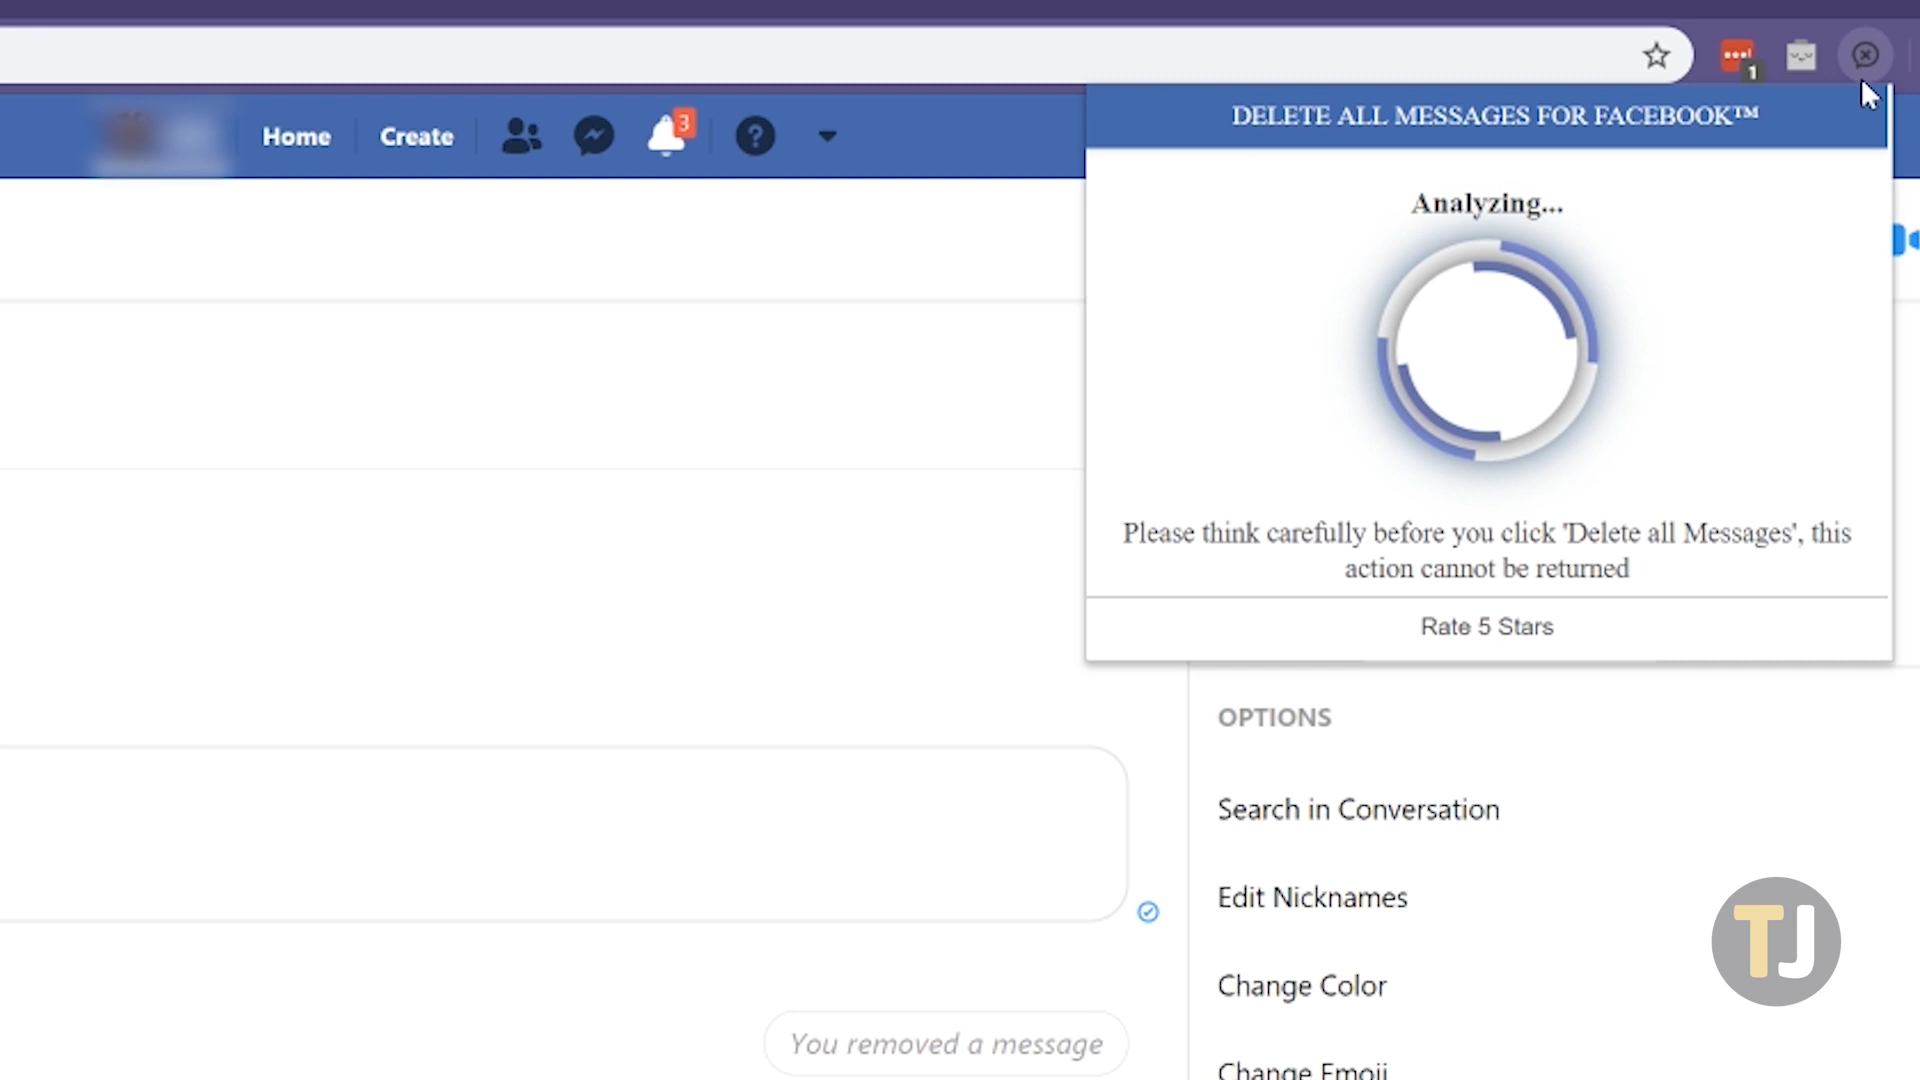 1
DELETE ALL MESSAGES FOR FACEBOOK™
Home
Create
3
?
Analyzing...
Please think carefully before you click 'Delete all Messages', this
action cannot be returned
Rate 5 Stars
OPTIONS
Search in Conversation
Edit Nicknames
Change Color
Change Emoji
You removed a message
TJ